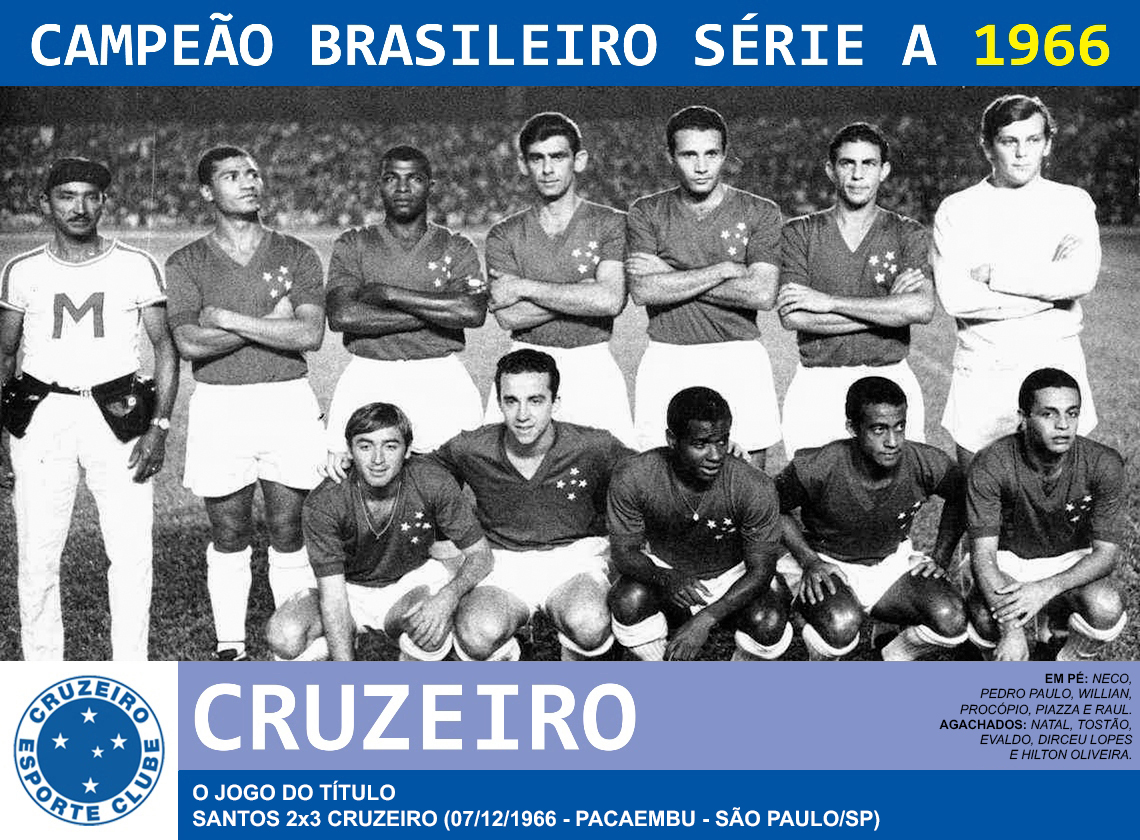 CAMPEÃO BRASILEIRO SÉRIE A 1966
M
CRUZEIRO
ESPORTE CLUBE
CRUZEIRO
EM PÉ: NECO,
PEDRO PAULO, WILLIAN,
PROCÓPIO, PIAZZA E RAUL.
AGACHADOS: NATAL, TOSTÃO,
EVALDO, DIRCEU LOPES
E HILTON OLIVEIRA.
O JOGO DO TÍTULO
SANTOS 2x3 CRUZEIRO (07/12/1966 - PACAEMBU - SÃO PAULO/SP)